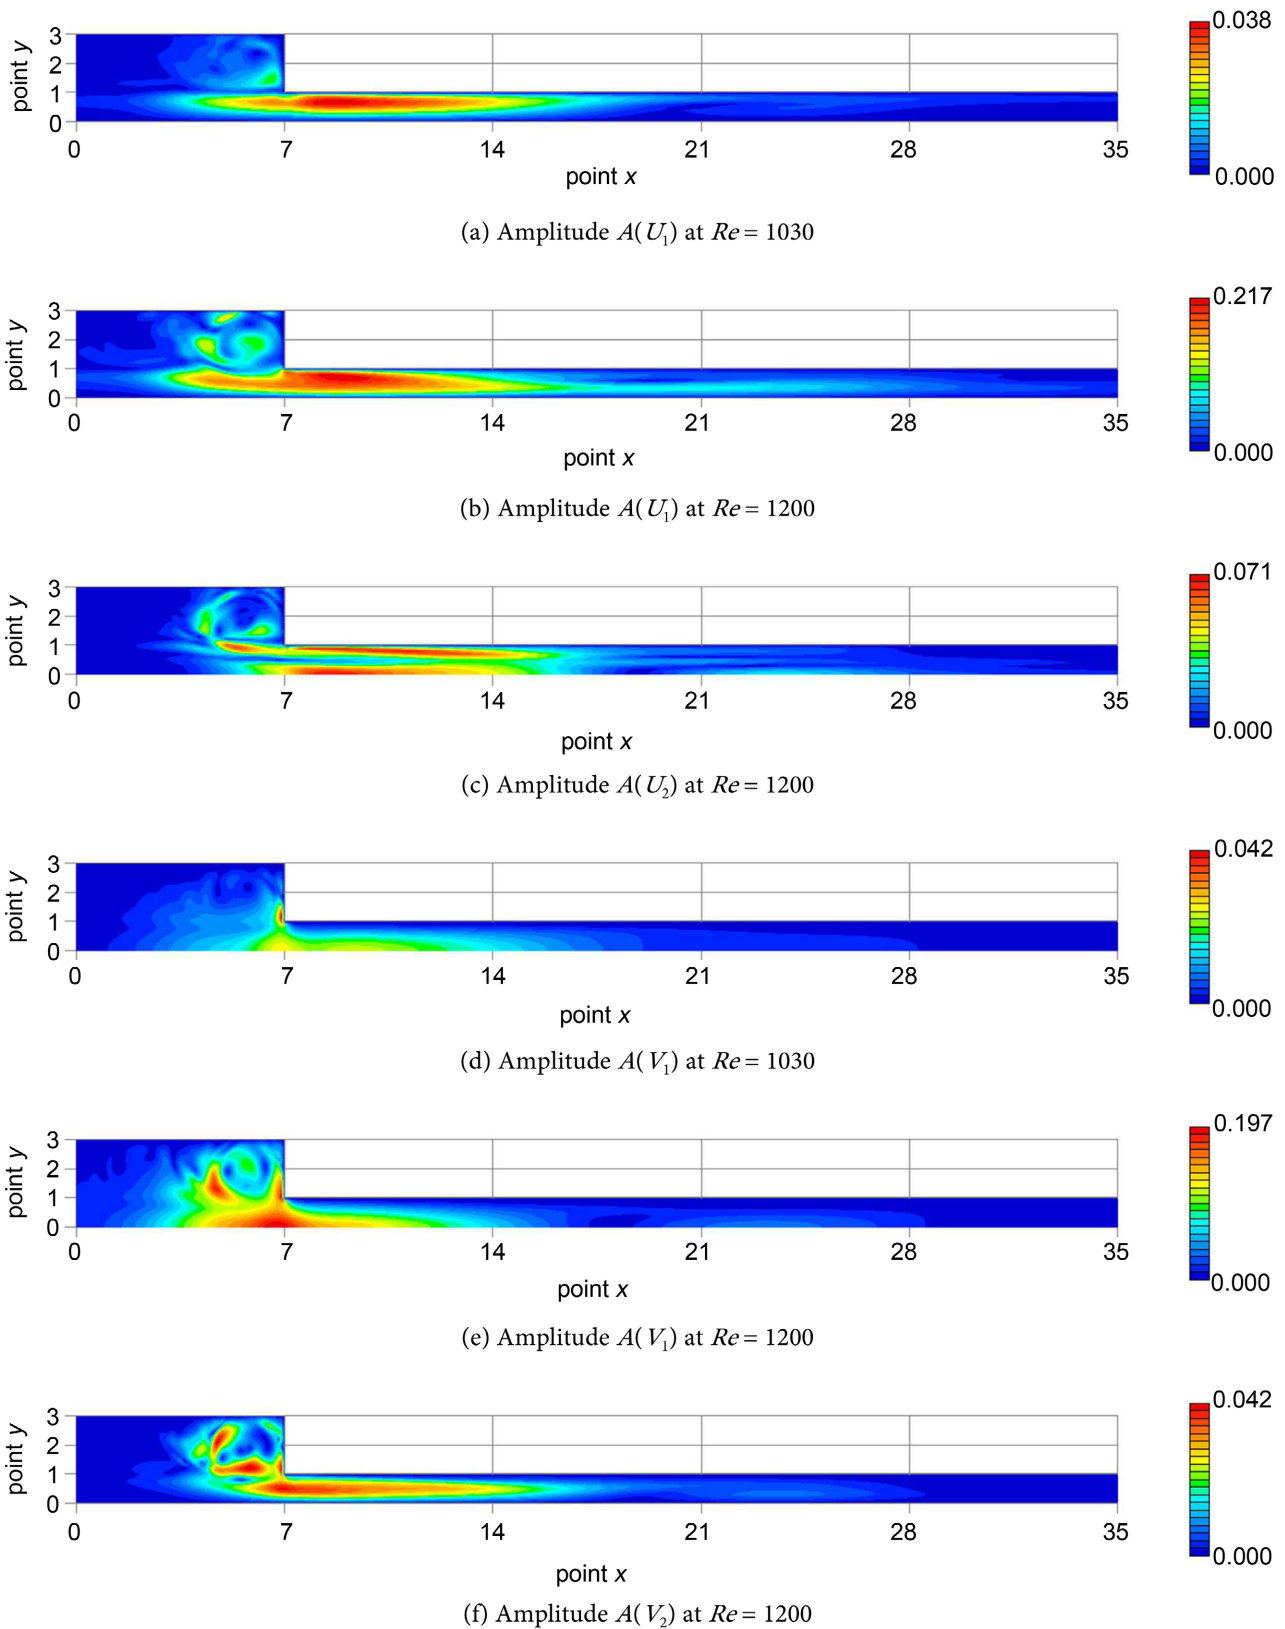 3 2 1 0 point y
0 7 14 21 28 35
point x
0.038
0.000
(a) Amplitude A(U1) at Re = 1030
3 2 1 0 point y
0 7 14 21 28 35
point x
0.217
0.000
(b) Amplitude A(U1) at Re = 1200
3 2 1 0 point y
0 7 14 21 28 35
point x
0.071
0.000
(c) Amplitude A(U2) at Re = 1200
3 2 1 0 point y
0 7 14 21 28 35
point x
0.042
0.000
(d) Amplitude A(V1) at Re = 1030
3 2 1 0 point y
0 7 14 21 28 35
point x
0.197
0.000
(e) Amplitude A(V1) at Re = 1200
3 2 1 0 point y
0 7 14 21 28 35
point x
0.042
0.000
(f) Amplitude A(V2) at Re = 1200